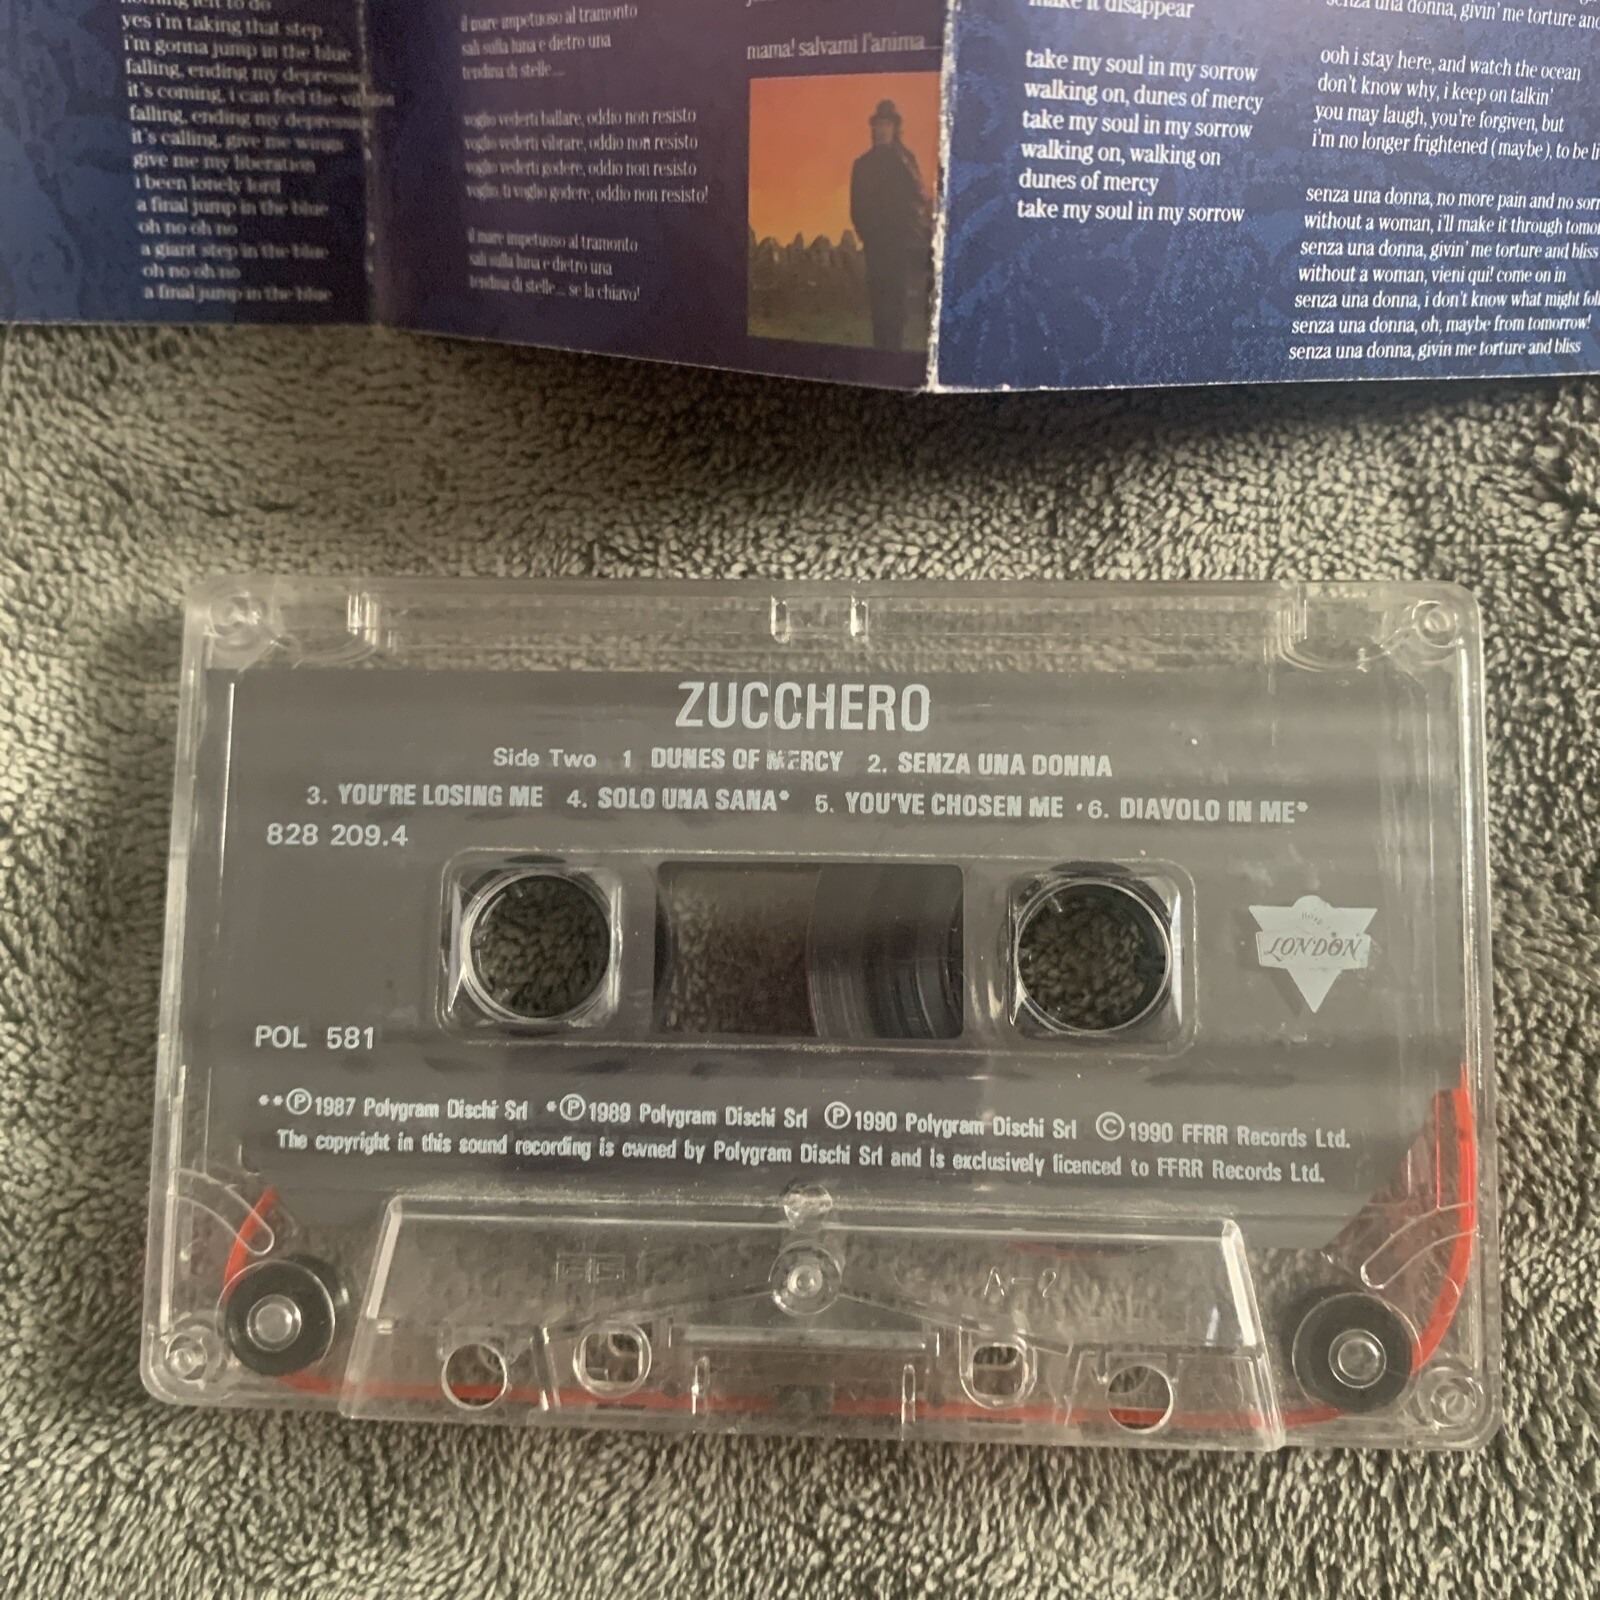 nothing left to do
yes i'm taking that step
i'm gonna jump in the blue
falling, ending my
it's coming, i can feel the
falling, ending my
it's calling, give me wings
give me my liberation
i been lonely lord
a final jump in the blue
oh no oh no
a giant step in the blue
oh no oh no
a final jump in the blue
il mare impetuoso al tramonto
salì sulla luna e dietro una
tendina di stelle....
voglio vederti ballare, oddio non resisto
voglio vederti vibrare, oddio non resisto
voglio vederti godere, oddio non resisto
voglio, ti voglio godere, oddio non resisto!
il mare impetuoso al tramonto
salì sulla luna e dietro una
tendina di stelle.... se la chiavo!
mama! salvami l'anima
make it disappear
take my soul in my sorrow
walking on, dunes of mercy
take my soul in my sorrow
walking on, walking on
dunes of mercy
take my soul in my sorrow
senza una donna, givin' me torture and
ooh i stay here, and watch the ocean
don't know why, i keep on talkin'
you may laugh, you're forgiven, but
i'm no longer frightened (maybe), to be
senza una donna, no more pain and no
without a woman, i'll make it through
senza una donna, givin' me torture and bliss
without a woman, vieni qui! come on in
senza una donna, i don't know what might
senza una donna, oh, maybe from tomorrow!
senza una donna, givin me torture and bliss
ZUCCHERO
Side Two 1 DUNES OF MERCY 2. SENZA UNA DONNA
3. YOU'RE LOSING ME 4. SOLO UNA SANA* 5. YOU'VE CHOSEN ME • 6. DIAVOLO IN ME*
828 209.4
LONDON
POL 581
**Ⓟ1987 Polygram Dischi Srl *Ⓟ1989 Polygram Dischi Srl Ⓟ1990 Polygram Dischi Srl ©1990 FFRR Records Ltd.
The copyright in this sound recording is owned by Polygram Dischi Srl and is exclusively licenced to FFRR Records Ltd.
A-2